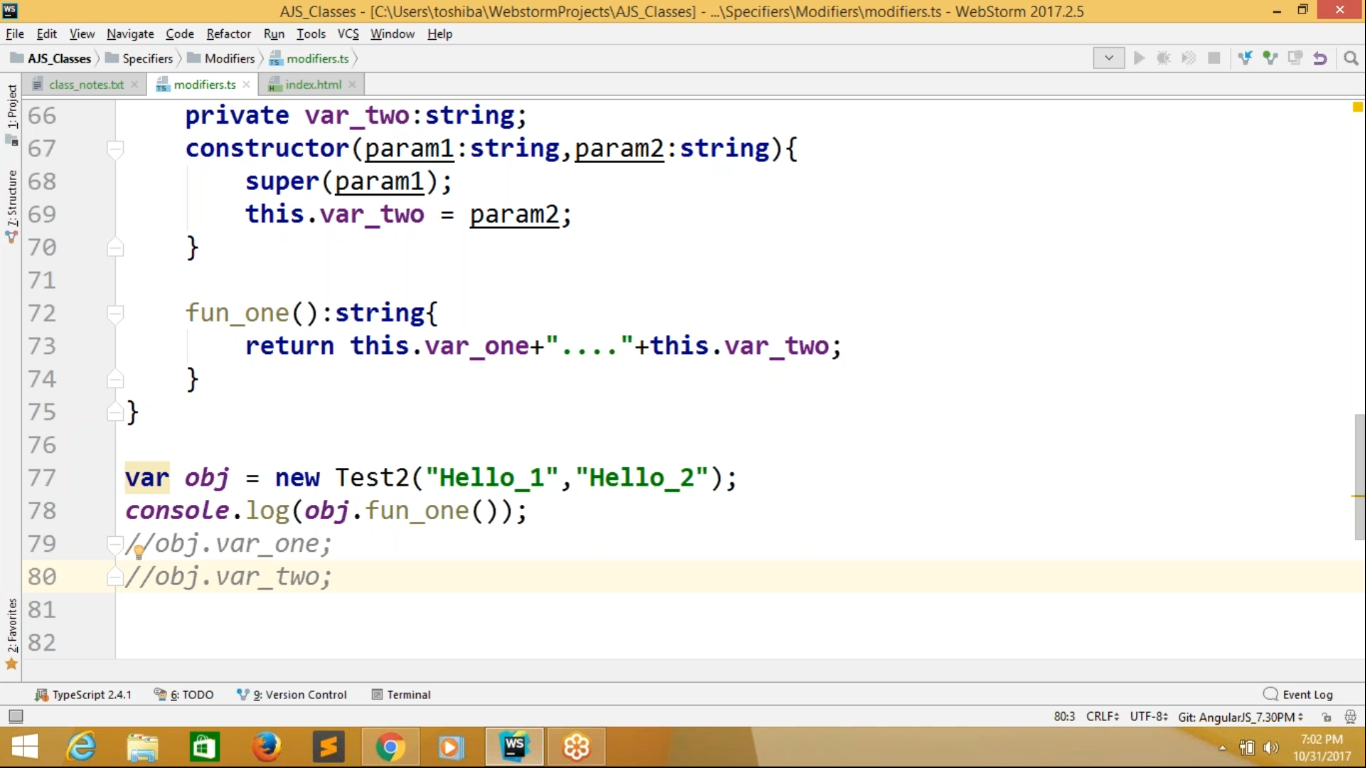 AJS_Classes - [C:\Users\toshiba\WebstormProjects\AJS_Classes] - ...\Specifiers\Modifiers\modifiers.ts - WebStorm 2017.2.5
File Edit View Navigate Code Refactor Run Tools VCS Window Help
AJS_Classes Specifiers Modifiers modifiers.ts
class_notes.txt modifiers.ts index.html
1: Project
7: Structure
2: Favorites
66 private var_two:string;
67 constructor(param1:string,param2:string){
68 super(param1);
69 this.var_two = param2;
70 }
71
72 fun_one():string{
73 return this.var_one+"...."+this.var_two;
74 }
75 }
76
77 var obj = new Test2("Hello_1","Hello_2");
78 console.log(obj.fun_one());
79 //obj.var_one;
80 //obj.var_two;
81
82
TypeScript 2.4.1 6: TODO 9: Version Control Terminal Event Log
80:3 CRLF UTF-8 Git: AngularJS_7.30PM
7:02 PM
10/31/2017